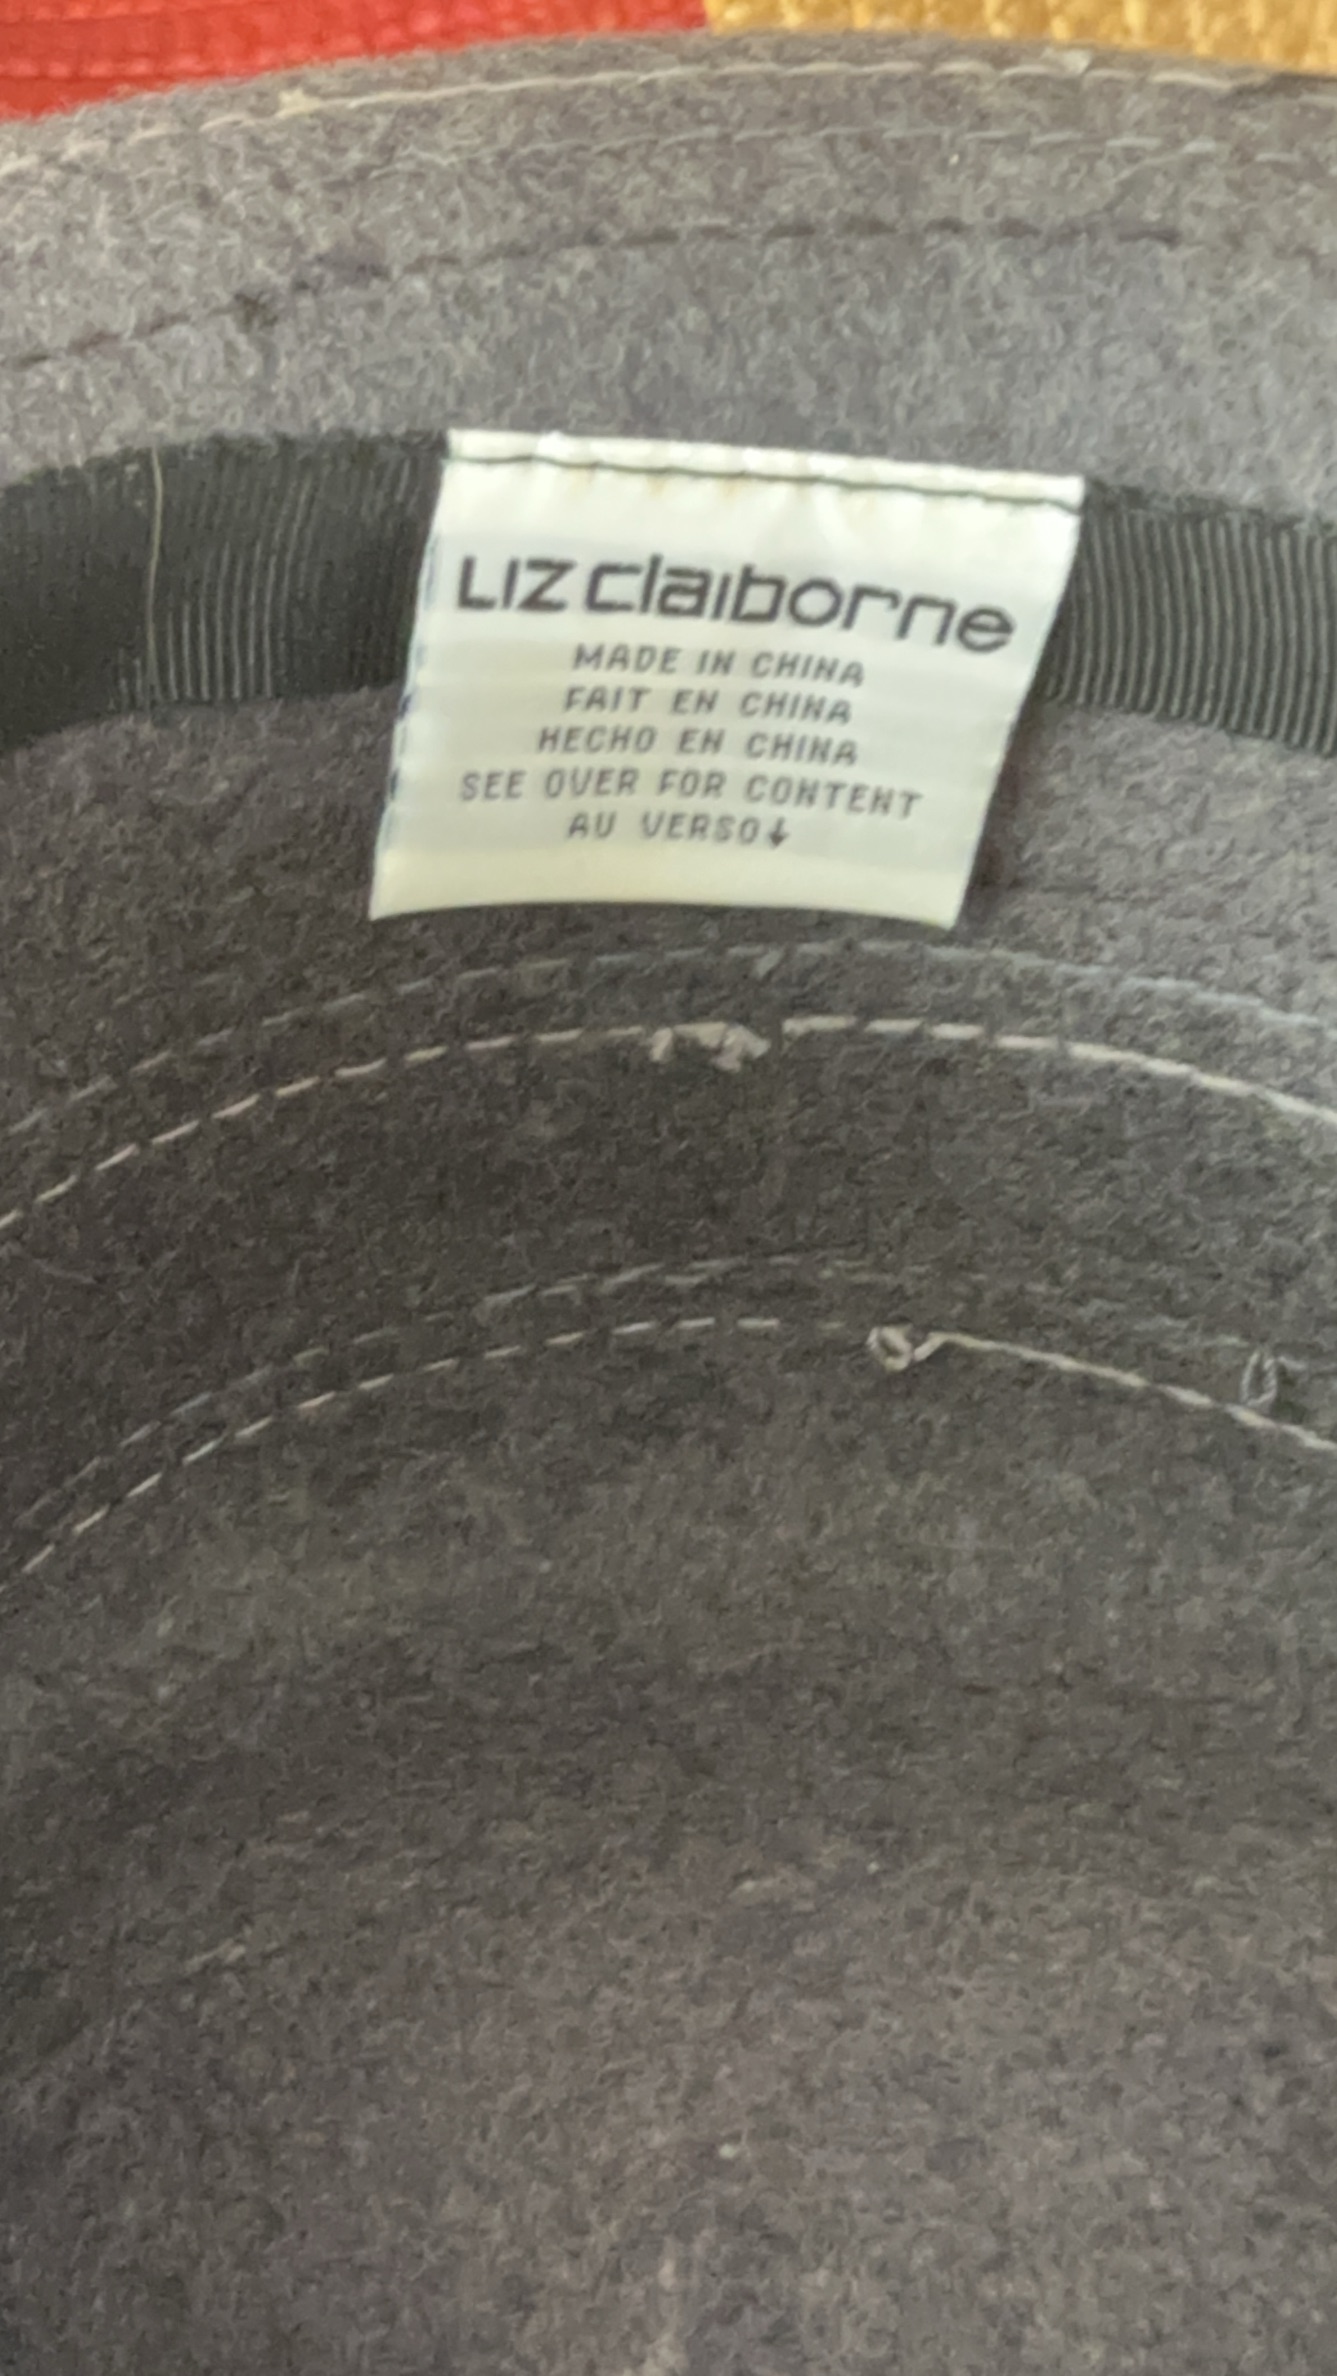 LIZ claiborne
MADE IN CHINA
FAIT EN CHINA
HECHO EN CHINA
SEE OVER FOR CONTENT
AU VERSO↓